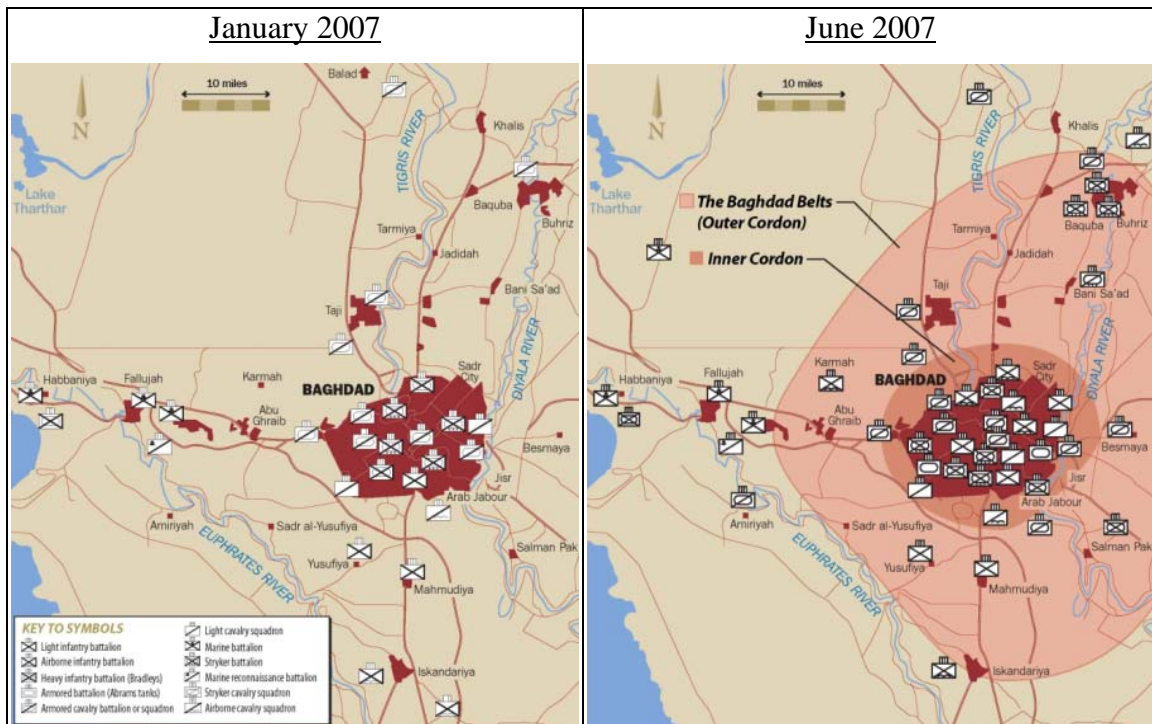 January 2007
10 miles
N
Balad
Khalis
TIGRIS RIVER
Lake
Tharthar
Baquba
Buhriz
Tarmiya
Jadidah
Bani Sa'ad
Taji
DIYALA RIVER
Habbaniya
Fallujah
Karmah
BAGHDAD
Sadr
City
Abu
Ghraib
Besmaya
Jisr
Arab Jabour
Amiriyah
Sadr al-Yusufiya
Salman Pak
Yusufiya
EUPHRATES RIVER
Mahmudiya
Iskandariya
KEY TO SYMBOLS
Light infantry battalion
Airborne infantry battalion
Heavy infantry battalion (Bradleys)
Armored battalion (Abrams tanks)
Armored cavalry battalion or squadron
Light cavalry squadron
Marine battalion
Stryker battalion
Marine reconnaissance battalion
Stryker cavalry squadron
Airborne cavalry squadron
June 2007
10 miles
N
Khalis
TIGRIS RIVER
Lake
Tharthar
The Baghdad Belts
(Outer Cordon)
Baquba
Buhriz
Tarmiya
Inner Cordon
Jadidah
Bani Sa'ad
Taji
DIYALA RIVER
Habbaniya
Fallujah
Karmah
BAGHDAD
Sadr
City
Abu
Ghraib
Besmaya
Jisr
Arab Jabour
Amiriyah
Sadr al-Yusufiya
Salman Pak
Yusufiya
EUPHRATES RIVER
Mahmudiya
Iskandariya